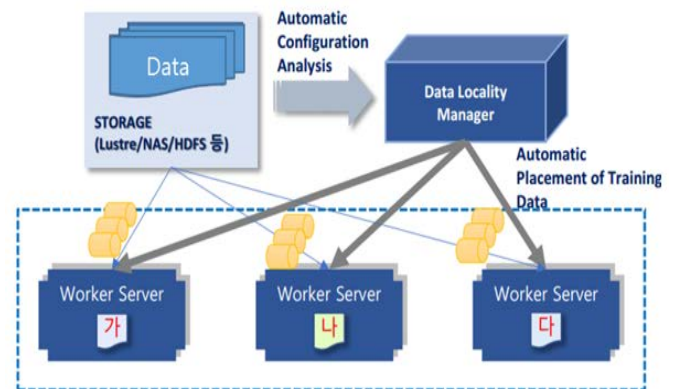 Data
STORAGE
(Lustre/NAS/HDFS 등)
Automatic
Configuration
Analysis
Data Locality
Manager
Automatic
Placement of Training
Data
Worker Server
가
Worker Server
나
Worker Server
다